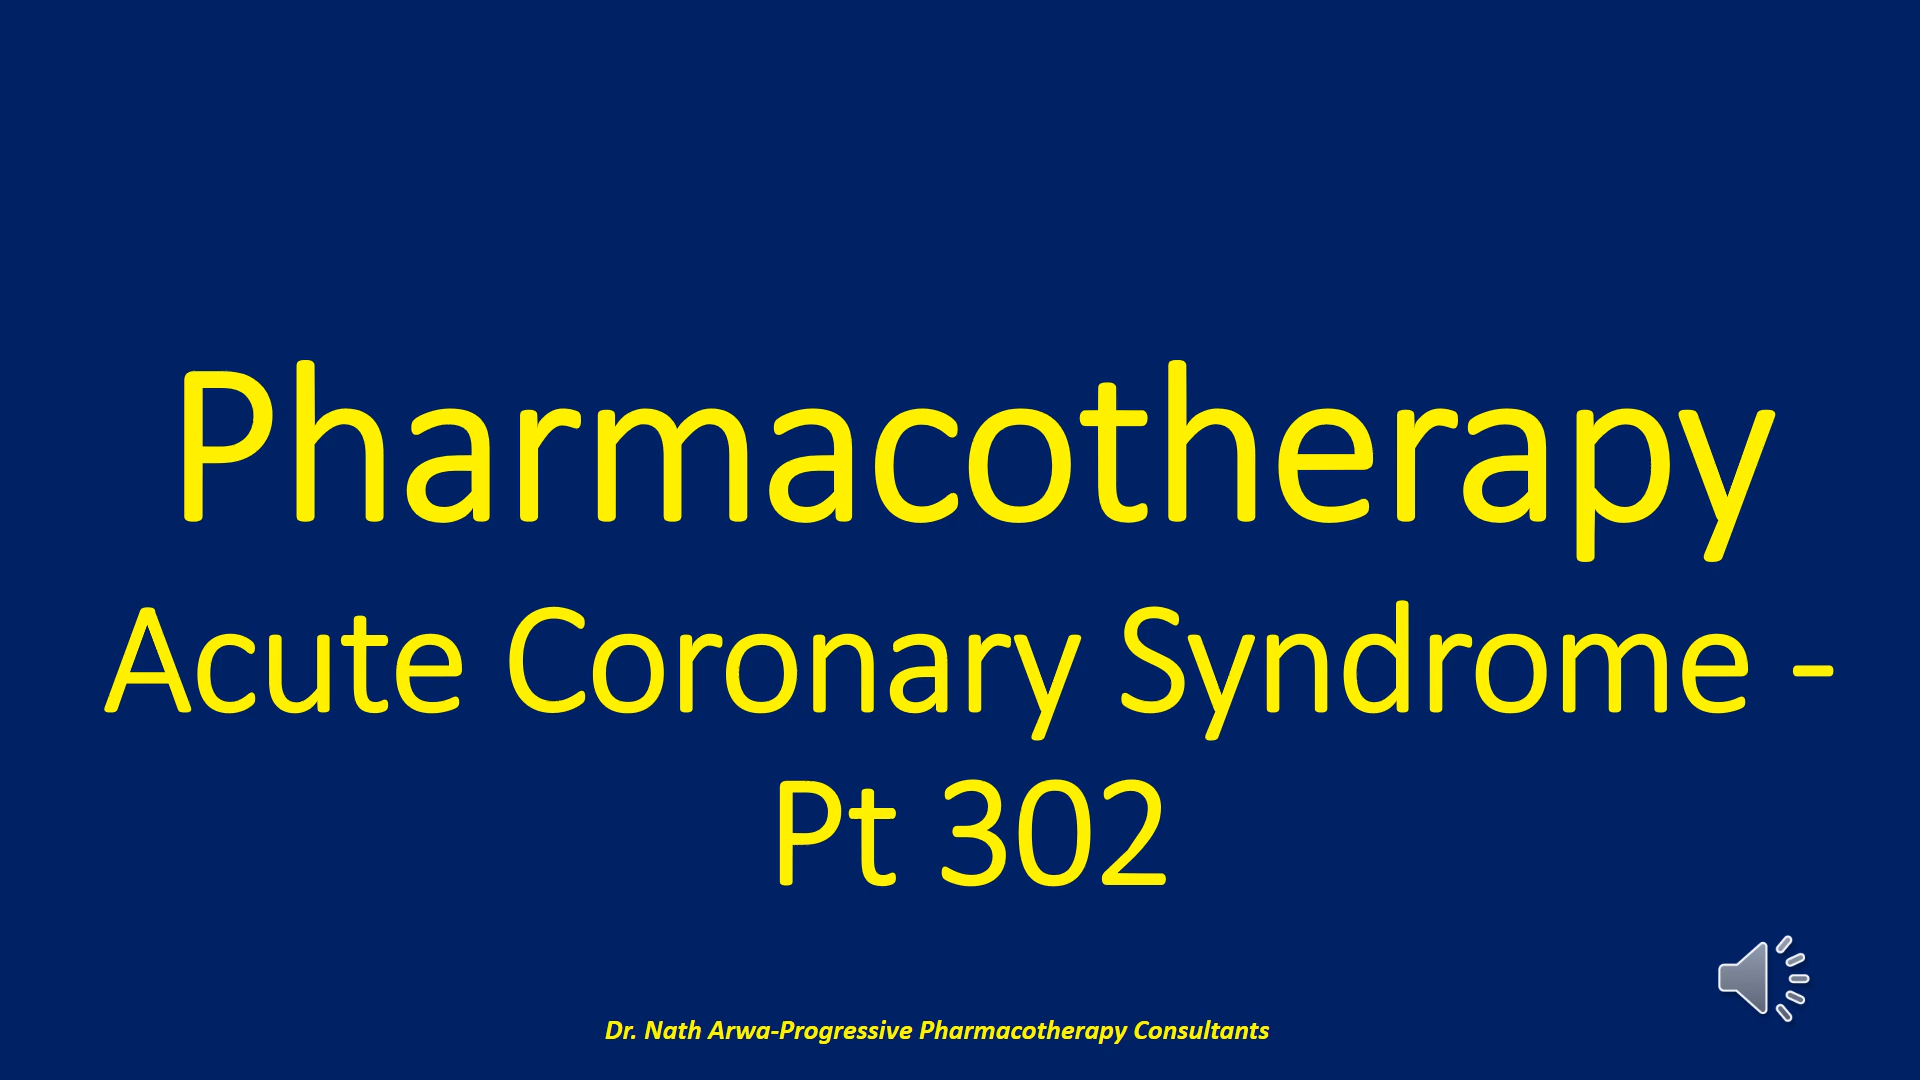 Pharmacotherapy
Acute Coronary Syndrome -
Pt 302
Dr. Nath Arwa-Progressive Pharmacotherapy Consultants